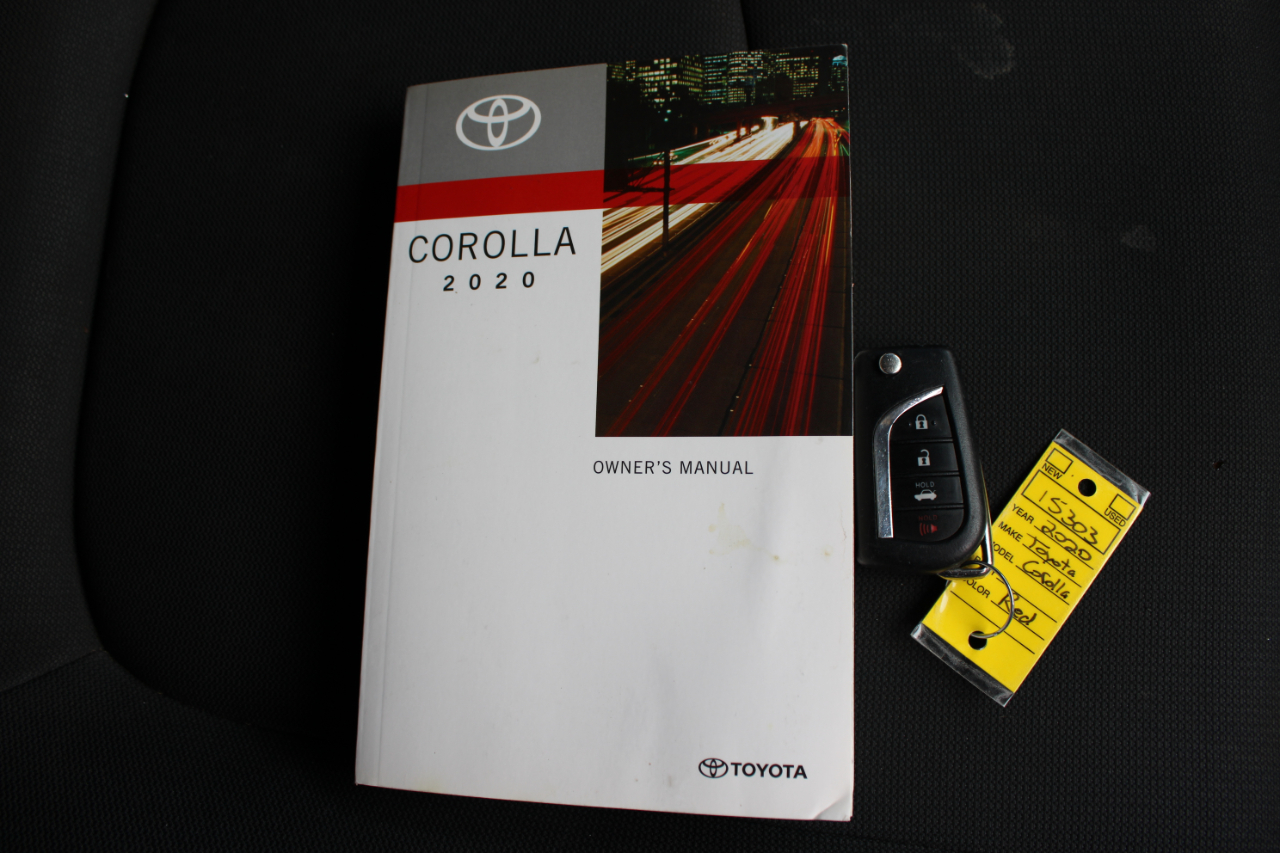 COROLLA
2020
OWNER'S MANUAL
TOYOTA
HOLD
NEW
USED
15303
YEAR 2020
MAKE Toyota
MODEL Corolla
COLOR Red